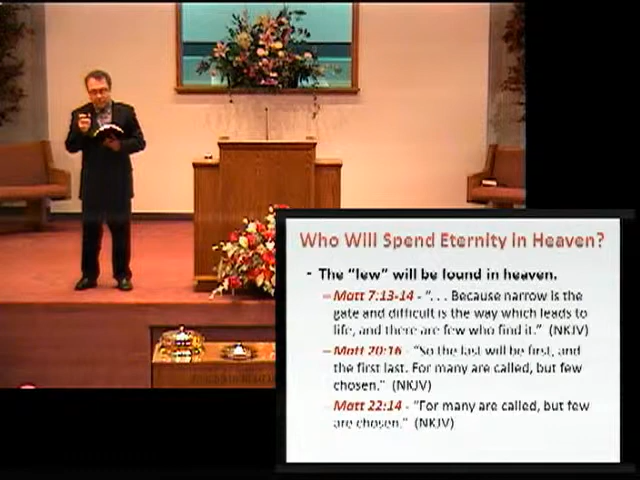 Who Will Spend Eternity in Heaven?
- The "few" will be found in heaven.
– Matt 7:13-14 - ". . . Because narrow is the
gate and difficult is the way which leads to
life, and there are few who find it." (NKJV)
– Matt 20:16 - "So the last will be first, and
the first last. For many are called, but few
chosen." (NKJV)
– Matt 22:14 - "For many are called, but few
are chosen." (NKJV)